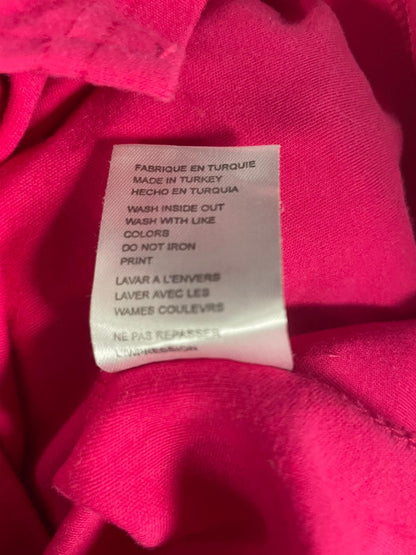 FABRIQUE EN TURQUIE
MADE IN TURKEY
HECHO EN TURQUIA
WASH INSIDE OUT
WASH WITH LIKE
COLORS
DO NOT IRON
PRINT
LAVAR A L'ENVERS
LAVER AVEC LES
WAMES COULEVRS
NE PAS REPASSER
L'IMPRESSION